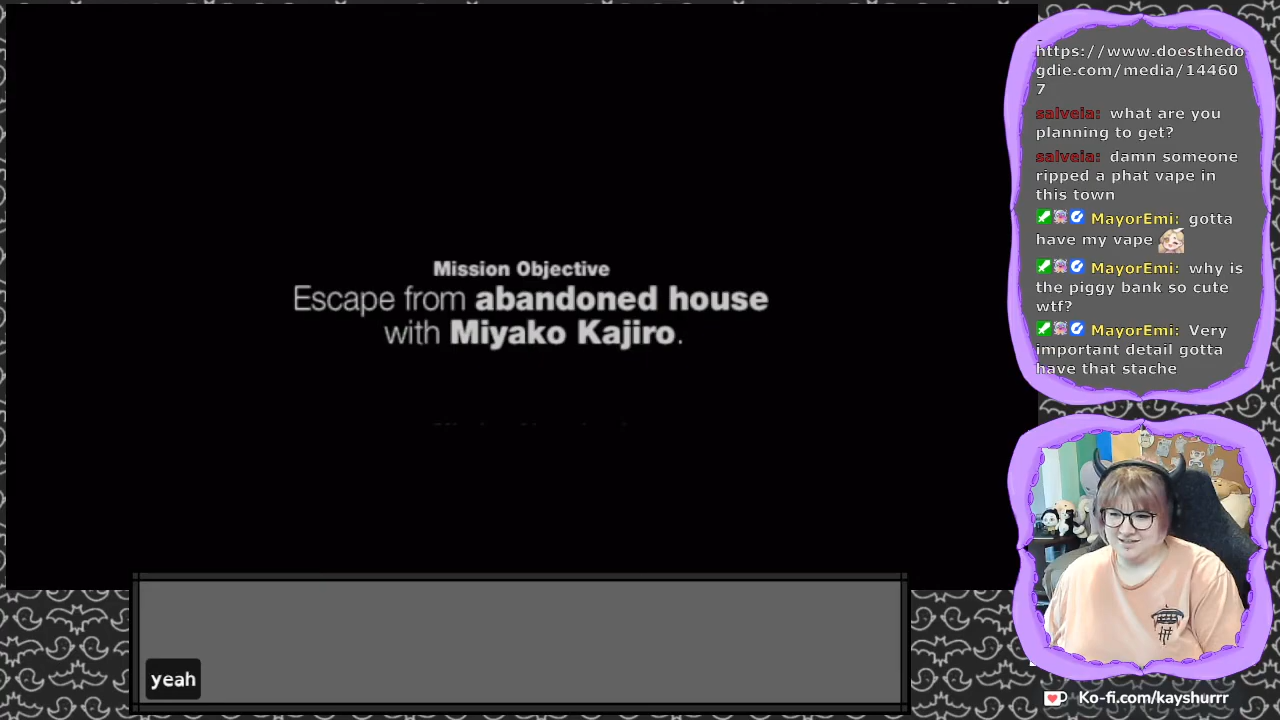 https://www.doesthedo
gdie.com/media/14460
7
salveia: what are you
planning to get?
salveia: damn someone
ripped a phat vape in
this town
MayorEmi: gotta
have my vape
MayorEmi: why is
the piggy bank so cute
wtf?
MayorEmi: Very
important detail gotta
have that stache
Mission Objective
Escape from abandoned house
with Miyako Kajiro.
yeah
Ko-fi.com/kayshurrr